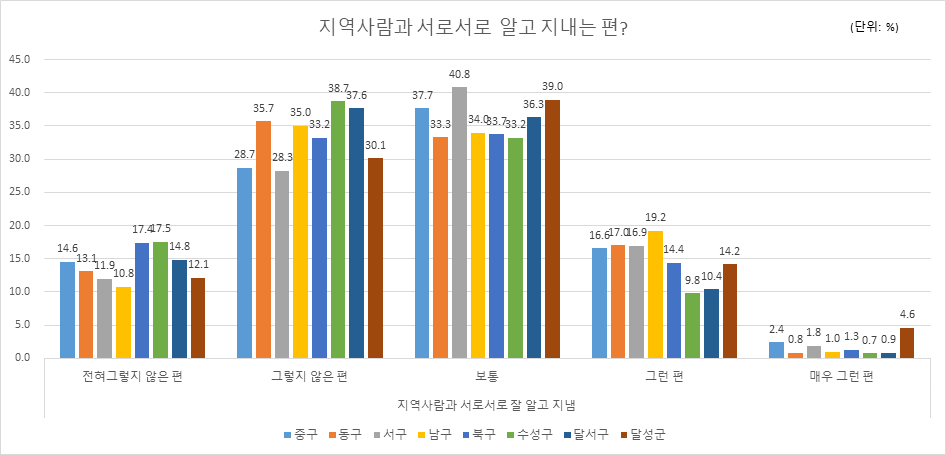 지역사람과 서로서로 알고 지내는 편?
(단위: %)
45.0
40.0
35.0
30.0
25.0
20.0
15.0
10.0
5.0
0.0
14.6 13.1 11.9 10.8 17.4 17.5 14.8 12.1
28.7 35.7 28.3 35.0 33.2 38.7 37.6 30.1
37.7 33.3 40.8 34.0 33.7 33.2 36.3 39.0
16.6 17.0 16.9 19.2 14.4 9.8 10.4 14.2
2.4 0.8 1.8 1.0 1.3 0.7 0.9 4.6
전혀그렇지 않은 편 그렇지 않은 편 보통 그런 편 매우 그런 편
지역사람과 서로서로 잘 알고 지냄
중구 동구 서구 남구 북구 수성구 달서구 달성군